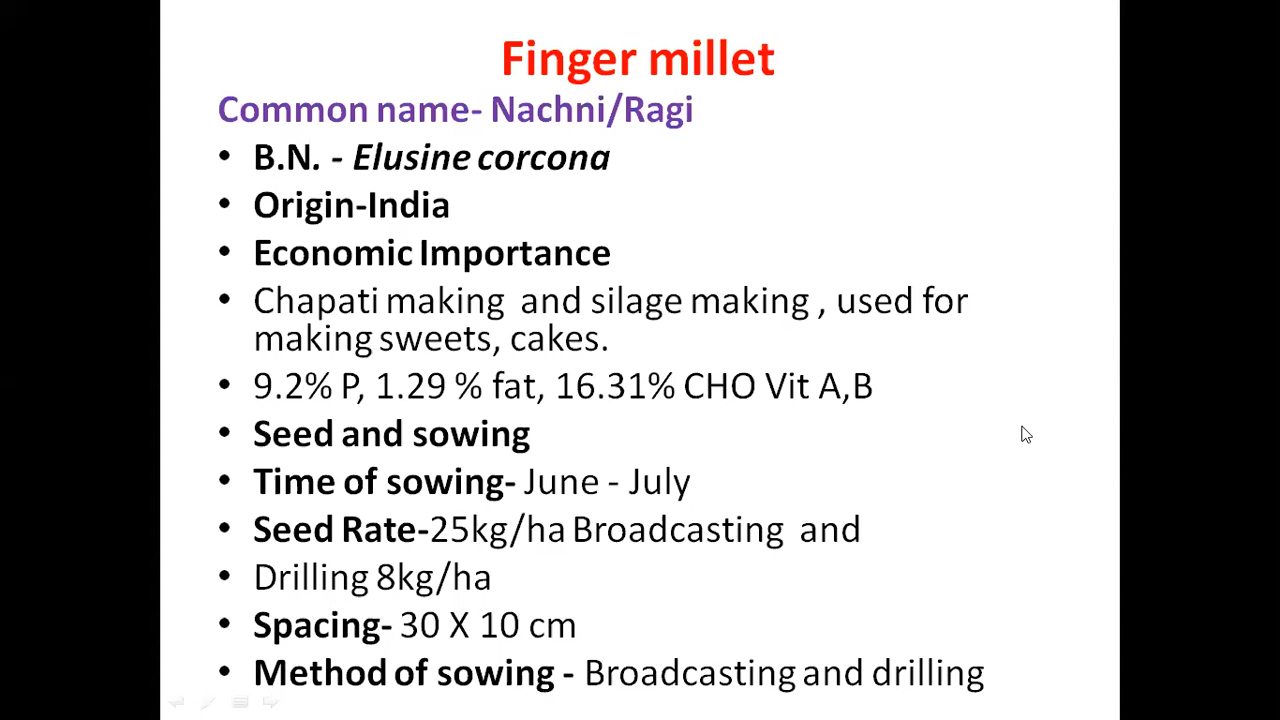 Finger millet
Common name- Nachni/Ragi
• B.N. - Elusine corcona
• Origin-India
• Economic Importance
• Chapati making and silage making , used for
making sweets, cakes.
• 9.2% P, 1.29 % fat, 16.31% CHO Vit A,B
• Seed and sowing
• Time of sowing- June - July
• Seed Rate-25kg/ha Broadcasting and
• Drilling 8kg/ha
• Spacing- 30 X 10 cm
• Method of sowing - Broadcasting and drilling